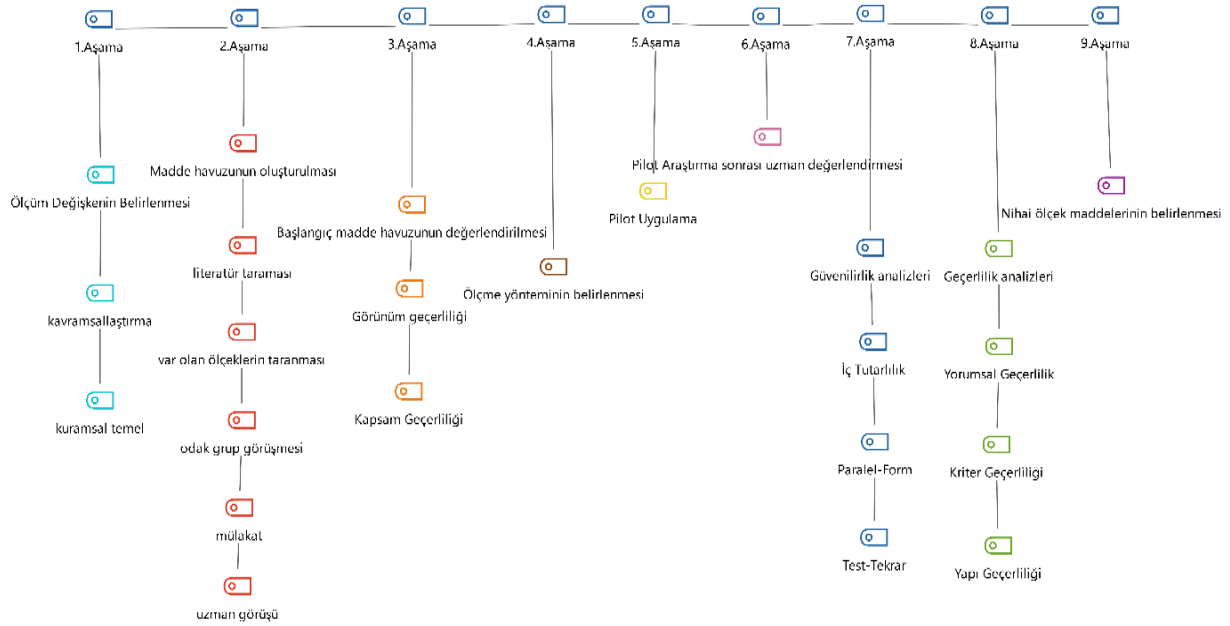 1.Aşama
2.Aşama
3.Aşama
4.Aşama
5.Aşama
6.Aşama
7.Aşama
8.Aşama
9.Aşama
Ölçüm Değişkenin Belirlenmesi
kavramsallaştırma
kuramsal temel
Madde havuzunun oluşturulması
literatür taraması
var olan ölçeklerin taranması
odak grup görüşmesi
mülakat
uzman görüşü
Başlangıç madde havuzunun değerlendirilmesi
Görünüm geçerliliği
Kapsam Geçerliliği
Ölçme yönteminin belirlenmesi
Pilot Uygulama
Pilot Araştırma sonrası uzman değerlendirmesi
Güvenilirlik analizleri
İç Tutarlılık
Paralel-Form
Test-Tekrar
Geçerlilik analizleri
Yorumsal Geçerlilik
Kriter Geçerliliği
Yapı Geçerliliği
Nihai ölçek maddelerinin belirlenmesi